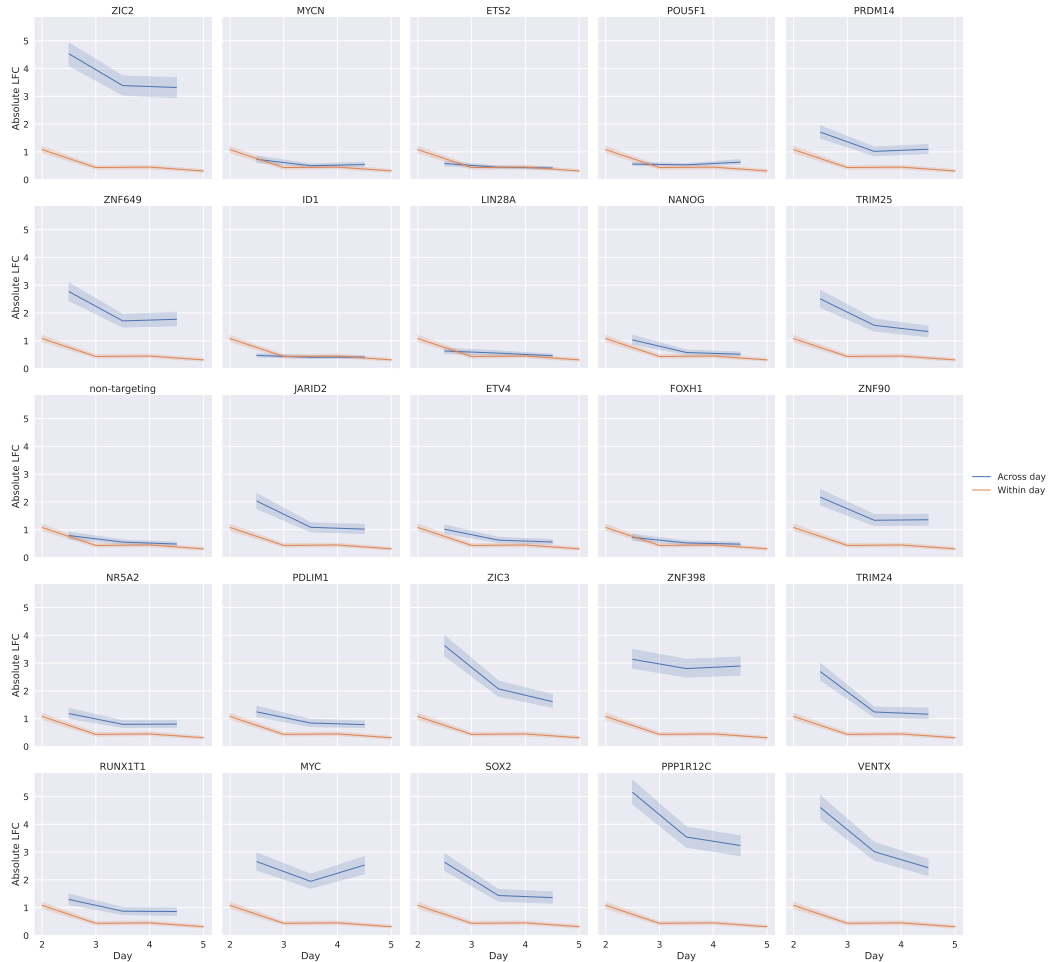 ZIC2 MYCN ETS2 POU5F1 PRDM14
Absolute LFC
5
4
3
2
1
0
ZNF649 ID1 LIN28A NANOG TRIM25
Absolute LFC
5
4
3
2
1
0
non-targeting JARID2 ETV4 FOXH1 ZNF90
Absolute LFC
5
4
3
2
1
0
Across day
Within day
NR5A2 PDLIM1 ZIC3 ZNF398 TRIM24
Absolute LFC
5
4
3
2
1
0
RUNX1T1 MYC SOX2 PPP1R12C VENTX
Absolute LFC
5
4
3
2
1
0
2 3 4 5 2 3 4 5 2 3 4 5 2 3 4 5 2 3 4 5
Day Day Day Day Day